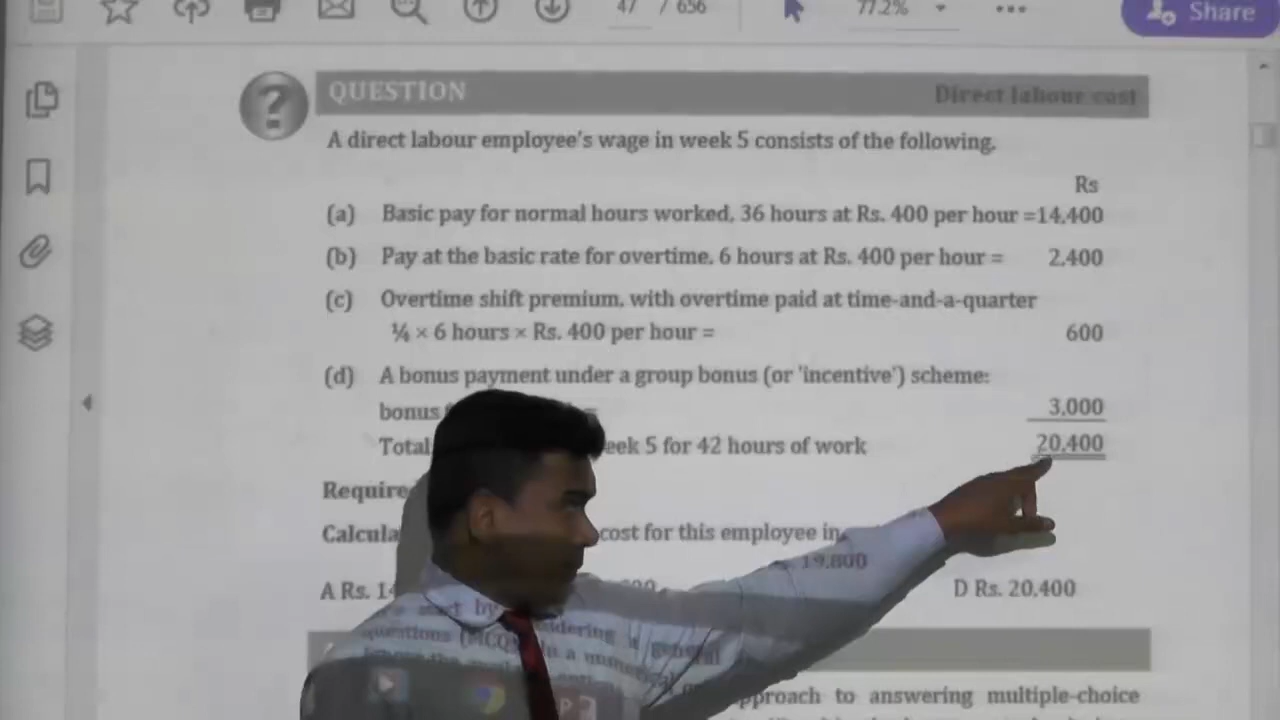 47 / 656
77.2%
Share
?
QUESTION
Direct labour cost
A direct labour employee's wage in week 5 consists of the following.
Rs
(a) Basic pay for normal hours worked, 36 hours at Rs. 400 per hour =14,400
(b) Pay at the basic rate for overtime, 6 hours at Rs. 400 per hour = 2,400
(c) Overtime shift premium, with overtime paid at time-and-a-quarter
¼ × 6 hours × Rs. 400 per hour = 600
(d) A bonus payment under a group bonus (or 'incentive') scheme:
bonus = 3,000
Total 5 for 42 hours of work 20,400
cost for this employee in
A Rs. 19,800 D Rs. 20,400
questions (MCQ in a
to answering multiple-choice